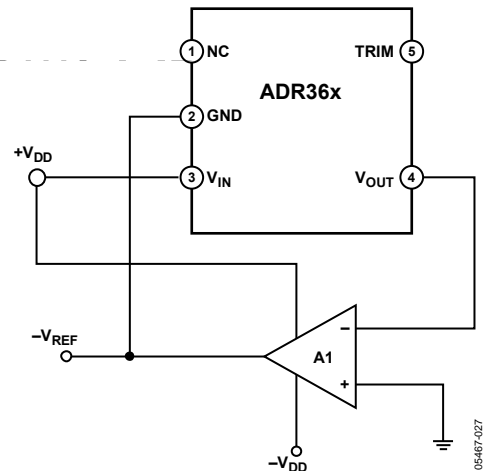 1 NC
TRIM 5
ADR36x
2 GND
+VDD
3 VIN
VOUT 4
–VREF
A1
–
+
–VDD
05467-027